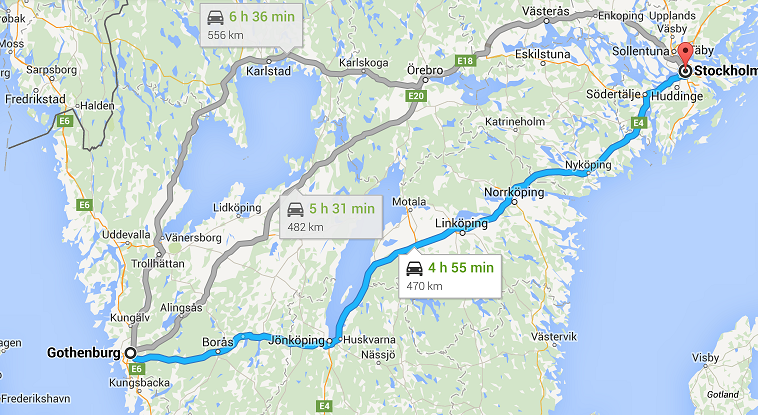 6 h 36 min
556 km
Västerås
Enkoping
Upplands
Väsby
Moss
Sarpsborg
Fredrikstad
Halden
E6
Karlstad
Karlskoga
Örebro
E18
Eskilstuna
Sollentuna
Täby
Stockholm
Huddinge
Södertälje
E20
E4
Katrineholm
Nyköping
E6
Lidköping
5 h 31 min
482 km
Motala
Norrköping
Linköping
Uddevalla
Vänersborg
Trollhättan
4 h 55 min
470 km
Alingsås
Kungälv
Gothenburg
Borås
Jönköping
Huskvarna
Nässjö
Västervik
E6
Kungsbacka
Frederikshavn
E4
Visby
Gotland